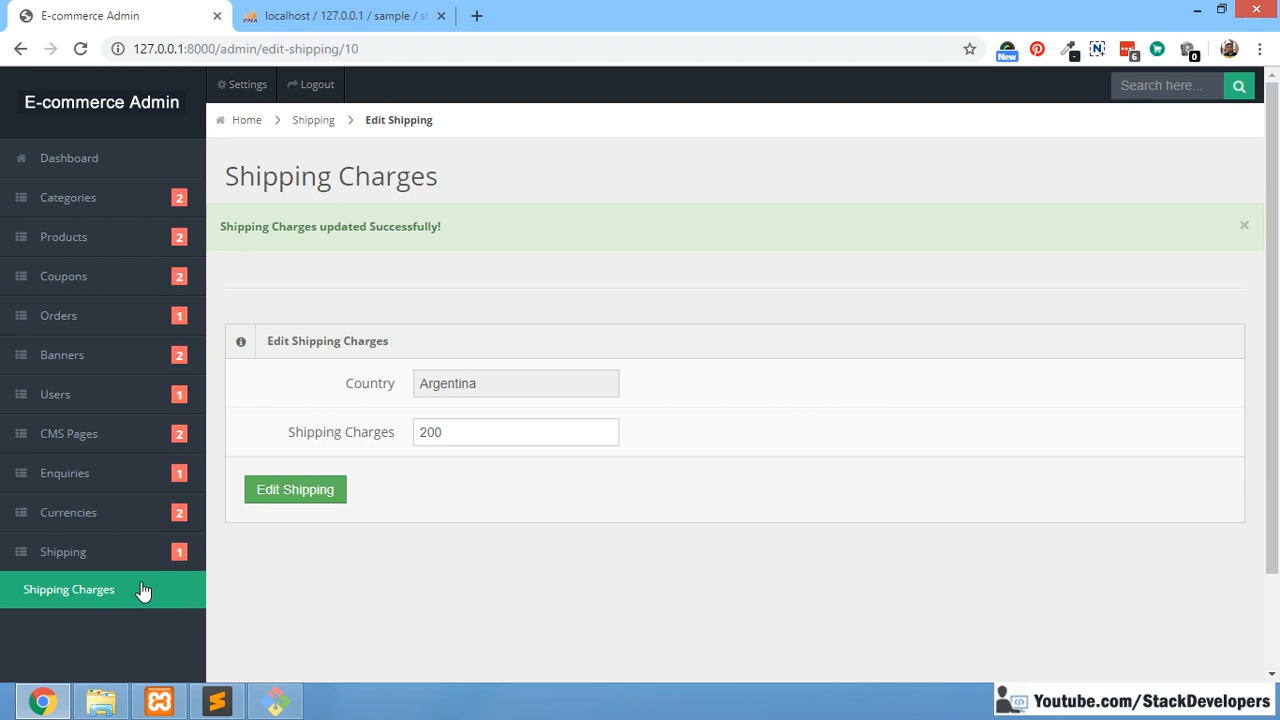 E-commerce Admin
localhost / 127.0.0.1 / sample / s
127.0.0.1:8000/admin/edit-shipping/10
New
6
0
E-commerce Admin
Settings
Logout
Search here...
Home
Shipping
Edit Shipping
Dashboard
Categories 2
Products 2
Coupons 2
Orders 1
Banners 2
Users 1
CMS Pages 2
Enquiries 1
Currencies 2
Shipping 1
Shipping Charges
Shipping Charges
Shipping Charges updated Successfully!
×
Edit Shipping Charges
Country Argentina
Shipping Charges 200
Edit Shipping
Youtube.com/StackDevelopers